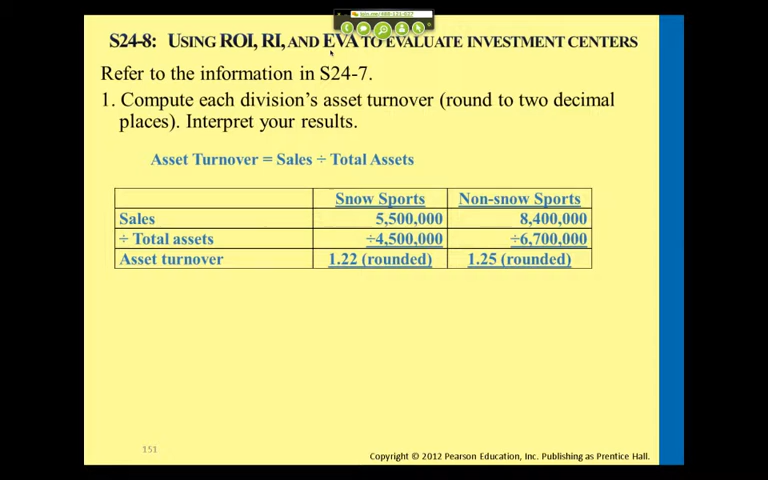 S24-8: USING ROI, RI, AND EVA TO EVALUATE INVESTMENT CENTERS
Refer to the information in S24-7.
1. Compute each division's asset turnover (round to two decimal
places). Interpret your results.
Asset Turnover = Sales ÷ Total Assets
Snow Sports Non-snow Sports
Sales 5,500,000 8,400,000
÷ Total assets ÷4,500,000 ÷6,700,000
Asset turnover 1.22 (rounded) 1.25 (rounded)
151
Copyright © 2012 Pearson Education, Inc. Publishing as Prentice Hall.